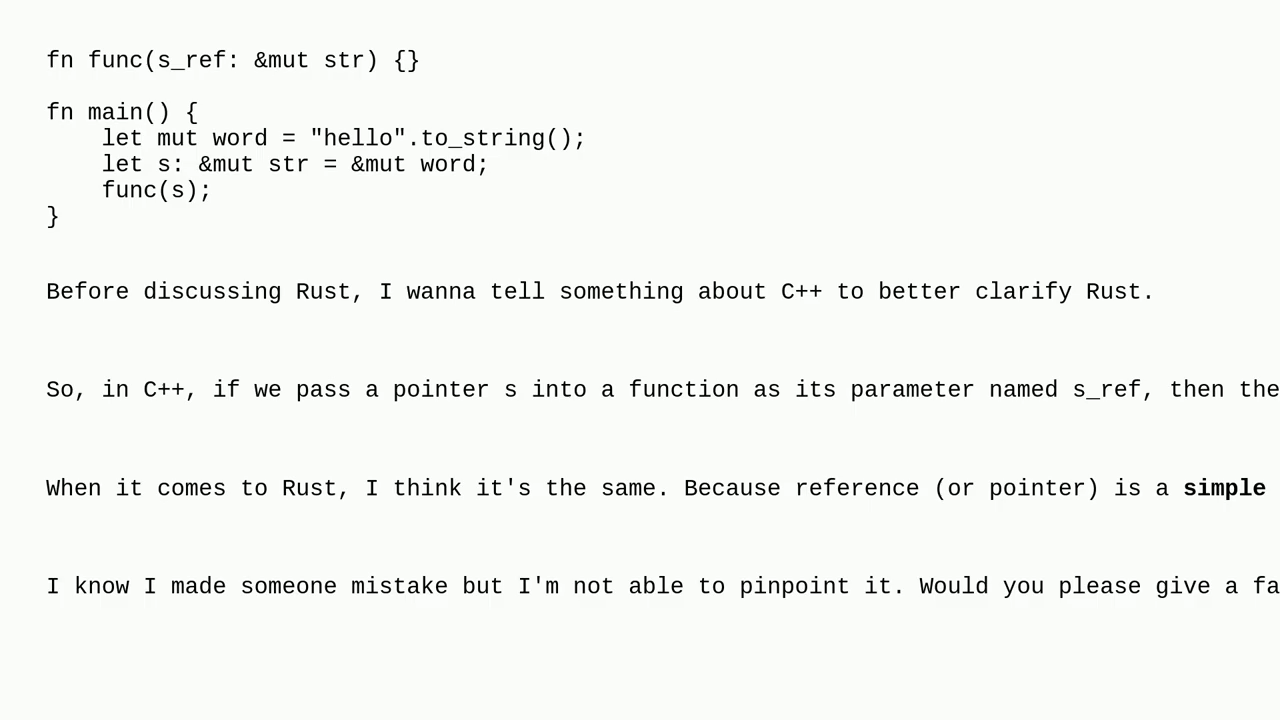 fn func(s_ref: &mut str) {}
fn main() {
    let mut word = "hello".to_string();
    let s: &mut str = &mut word;
    func(s);
}
Before discussing Rust, I wanna tell something about C++ to better clarify Rust.
So, in C++, if we pass a pointer s into a function as its parameter named s_ref, then the
When it comes to Rust, I think it's the same. Because reference (or pointer) is a simple
I know I made someone mistake but I'm not able to pinpoint it. Would you please give a